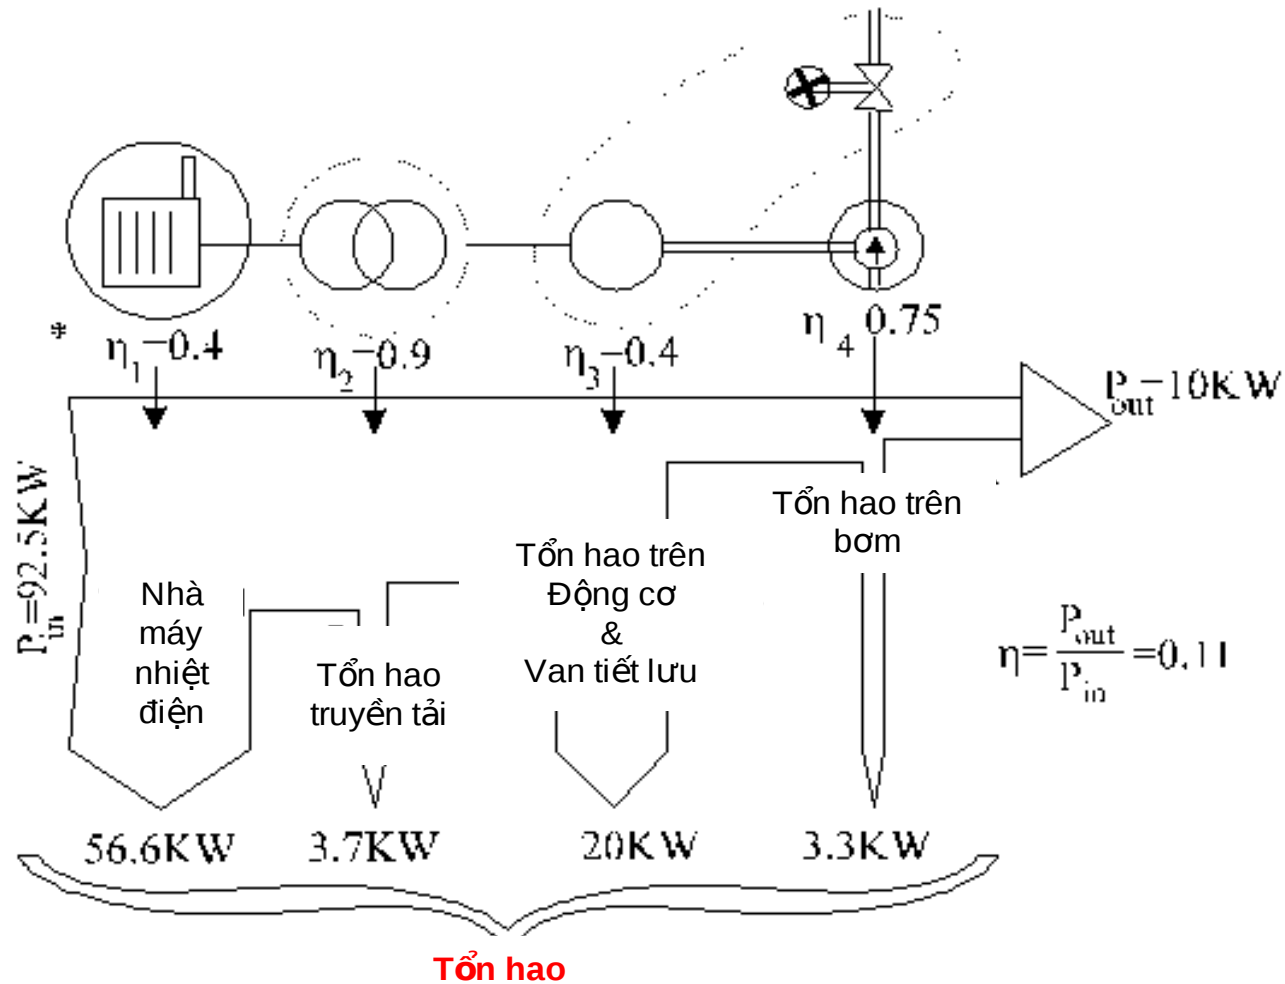 *
η₁=0.4
η₂=0.9
η₃=0.4
η₄ 0.75
Pout=10KW
Pin=92.5KW
Tổn hao trên
bơm
Tổn hao trên
Động cơ
&
Van tiết lưu
Nhà
máy
nhiệt
điện
Tổn hao
truyền tải
η=Pout/Pin=0.11
56.6KW
3.7KW
20KW
3.3KW
Tổn hao